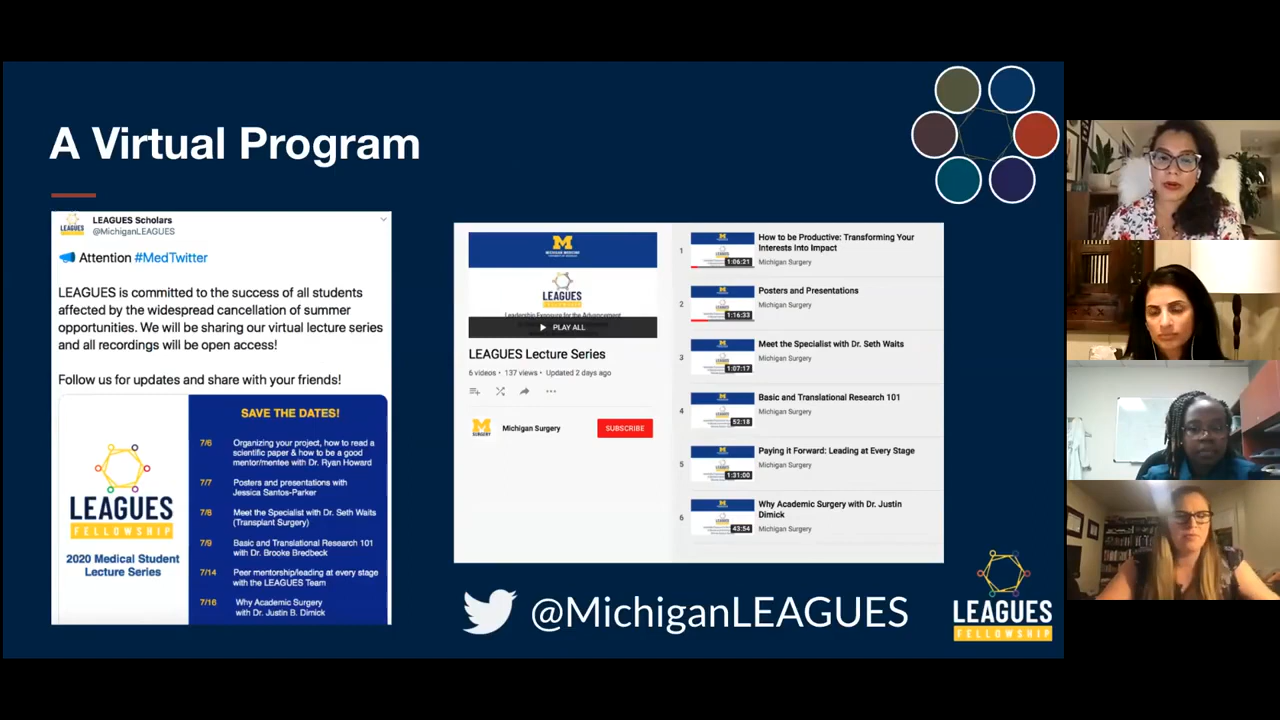 A Virtual Program
LEAGUES Scholars
@MichiganLEAGUES
Attention #MedTwitter
LEAGUES is committed to the success of all students
affected by the widespread cancellation of summer
opportunities. We will be sharing our virtual lecture series
and all recordings will be open access!
Follow us for updates and share with your friends!
LEAGUES
FELLOWSHIP
2020 Medical Student
Lecture Series
SAVE THE DATES!
7/6 Organizing your project, how to read a
scientific paper & how to be a good
mentor/mentee with Dr. Ryan Howard
7/7 Posters and presentations with
Jessica Santos-Parker
7/8 Meet the Specialist with Dr. Seth Waits
(Transplant Surgery)
7/9 Basic and Translational Research 101
with Dr. Brooke Bredbeck
7/14 Peer mentorship/leading at every stage
with the LEAGUES Team
7/16 Why Academic Surgery
with Dr. Justin B. Dimick
M
MICHIGAN MEDICINE
LEAGUES
FELLOWSHIP
Leadership Exposure for the Advancement
PLAY ALL
LEAGUES Lecture Series
6 videos • 137 views • Updated 2 days ago
M
SURGERY
Michigan Surgery
SUBSCRIBE
1
1:06:21
How to be Productive: Transforming Your
Interests Into Impact
Michigan Surgery
2
1:16:33
Posters and Presentations
Michigan Surgery
3
1:07:17
Meet the Specialist with Dr. Seth Waits
Michigan Surgery
4
52:18
Basic and Translational Research 101
Michigan Surgery
5
1:31:00
Paying it Forward: Leading at Every Stage
Michigan Surgery
6
43:54
Why Academic Surgery with Dr. Justin
Dimick
Michigan Surgery
@MichiganLEAGUES
LEAGUES
FELLOWSHIP